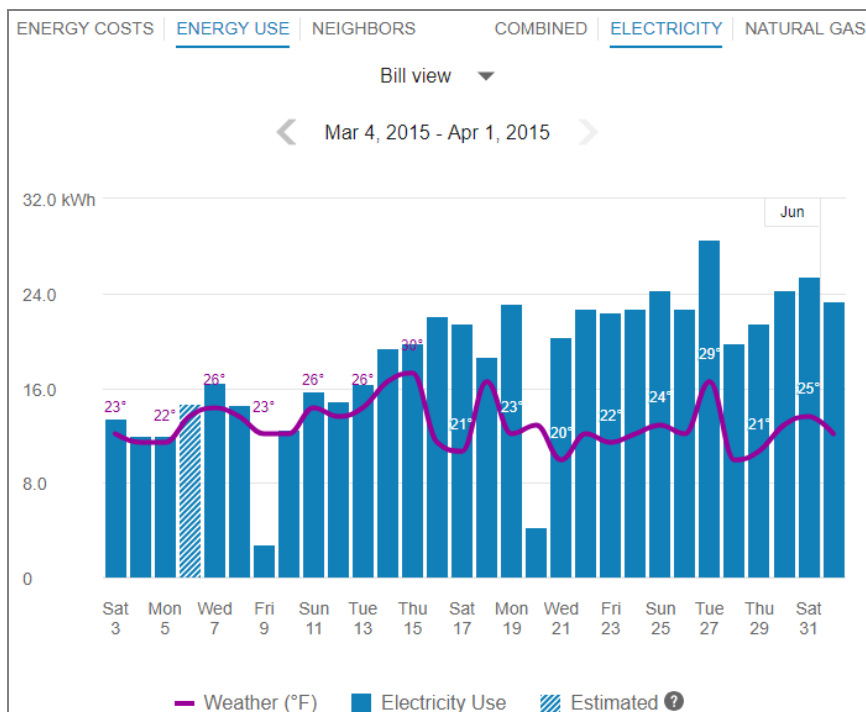 ENERGY COSTS ENERGY USE NEIGHBORS COMBINED ELECTRICITY NATURAL GAS
Bill view
Mar 4, 2015 - Apr 1, 2015
32.0 kWh
Jun
24.0
16.0
8.0
0
23° 22° 26° 23° 26° 26° 30° 21° 23° 20° 22° 24° 29° 21° 25°
Sat Mon Wed Fri Sun Tue Thu Sat Mon Wed Fri Sun Tue Thu Sat
3 5 7 9 11 13 15 17 19 21 23 25 27 29 31
Weather (°F) Electricity Use Estimated ?